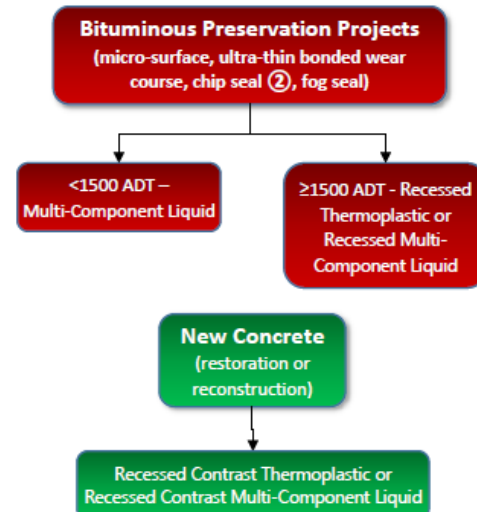 Bituminous Preservation Projects
(micro-surface, ultra-thin bonded wear
course, chip seal ②, fog seal)
<1500 ADT –
Multi-Component Liquid
≥1500 ADT - Recessed
Thermoplastic or
Recessed Multi-
Component Liquid
New Concrete
(restoration or
reconstruction)
Recessed Contrast Thermoplastic or
Recessed Contrast Multi-Component Liquid